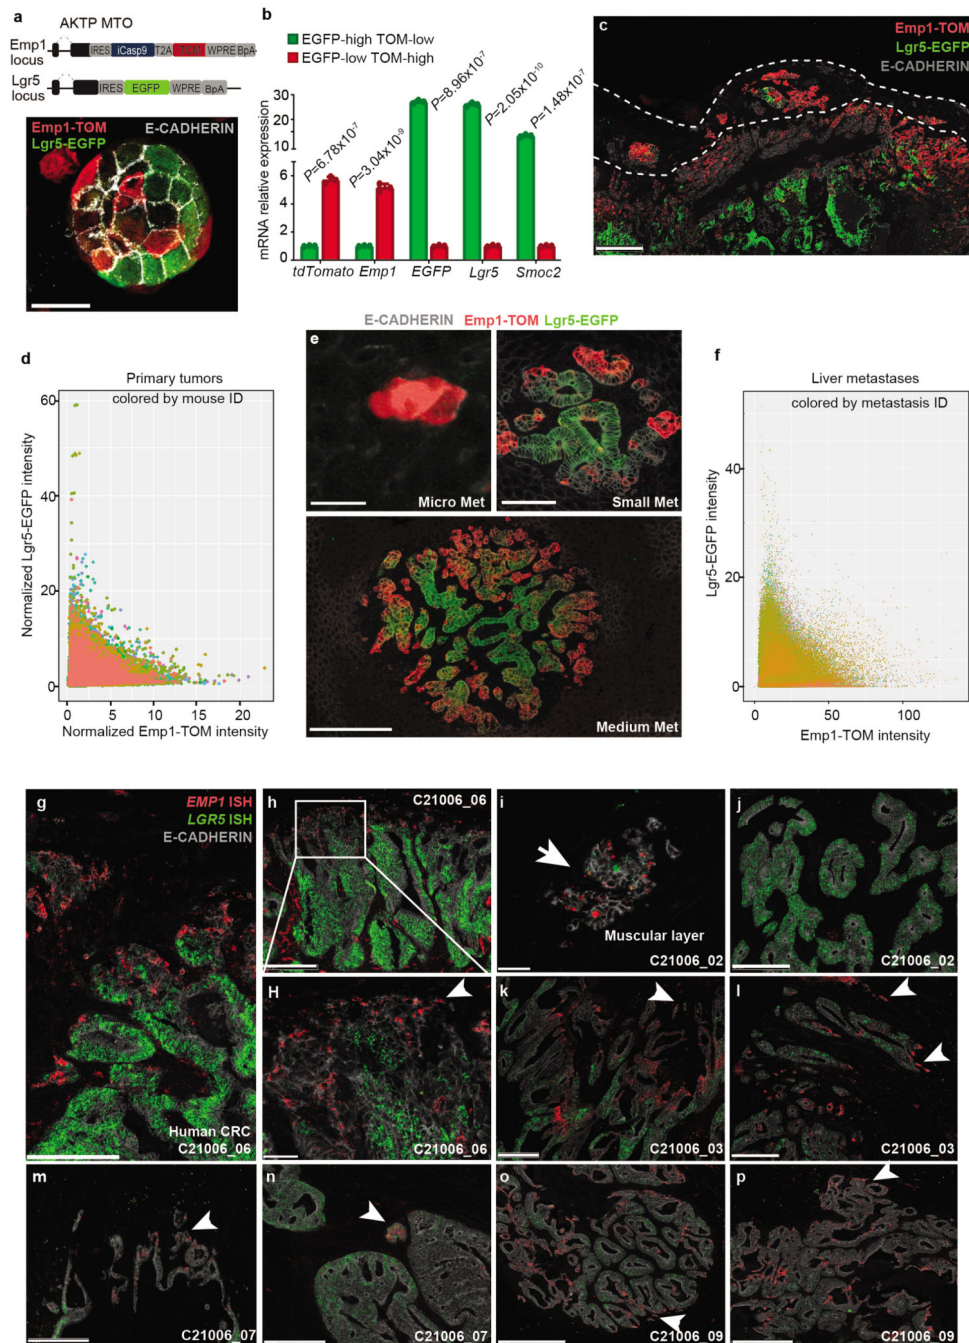 a
AKTP MTO
Emp1
locus
IRES iCasp9 T2A WPRE BpA
Lgr5
locus
IRES EGFP WPRE BpA
Emp1-TOM
Lgr5-EGFP
E-CADHERIN
b
EGFP-high TOM-low
EGFP-low TOM-high
mRNA relative expression
30
20
10
6
4
2
0
P=6.78x10-7
P=3.04x10-9
P=8.96x10-7
P=2.05x10-10
P=1.48x10-7
tdTomato Emp1 EGFP Lgr5 Smoc2
c
Emp1-TOM
Lgr5-EGFP
E-CADHERIN
d
Primary tumors
colored by mouse ID
Normalized Lgr5-EGFP intensity
60
40
20
0
0 5 10 15 20
Normalized Emp1-TOM intensity
E-CADHERIN Emp1-TOM Lgr5-EGFP
e
Micro Met
Small Met
Medium Met
f
Liver metastases
colored by metastasis ID
Lgr5-EGFP intensity
40
20
0
0 50 100
Emp1-TOM intensity
g
EMP1 ISH
LGR5 ISH
E-CADHERIN
Human CRC
C21006_06
h
C21006_06
i
Muscular layer
C21006_02
j
C21006_02
H
C21006_06
k
C21006_03
l
C21006_03
m
C21006_07
n
C21006_07
o
C21006_09
p
C21006_09